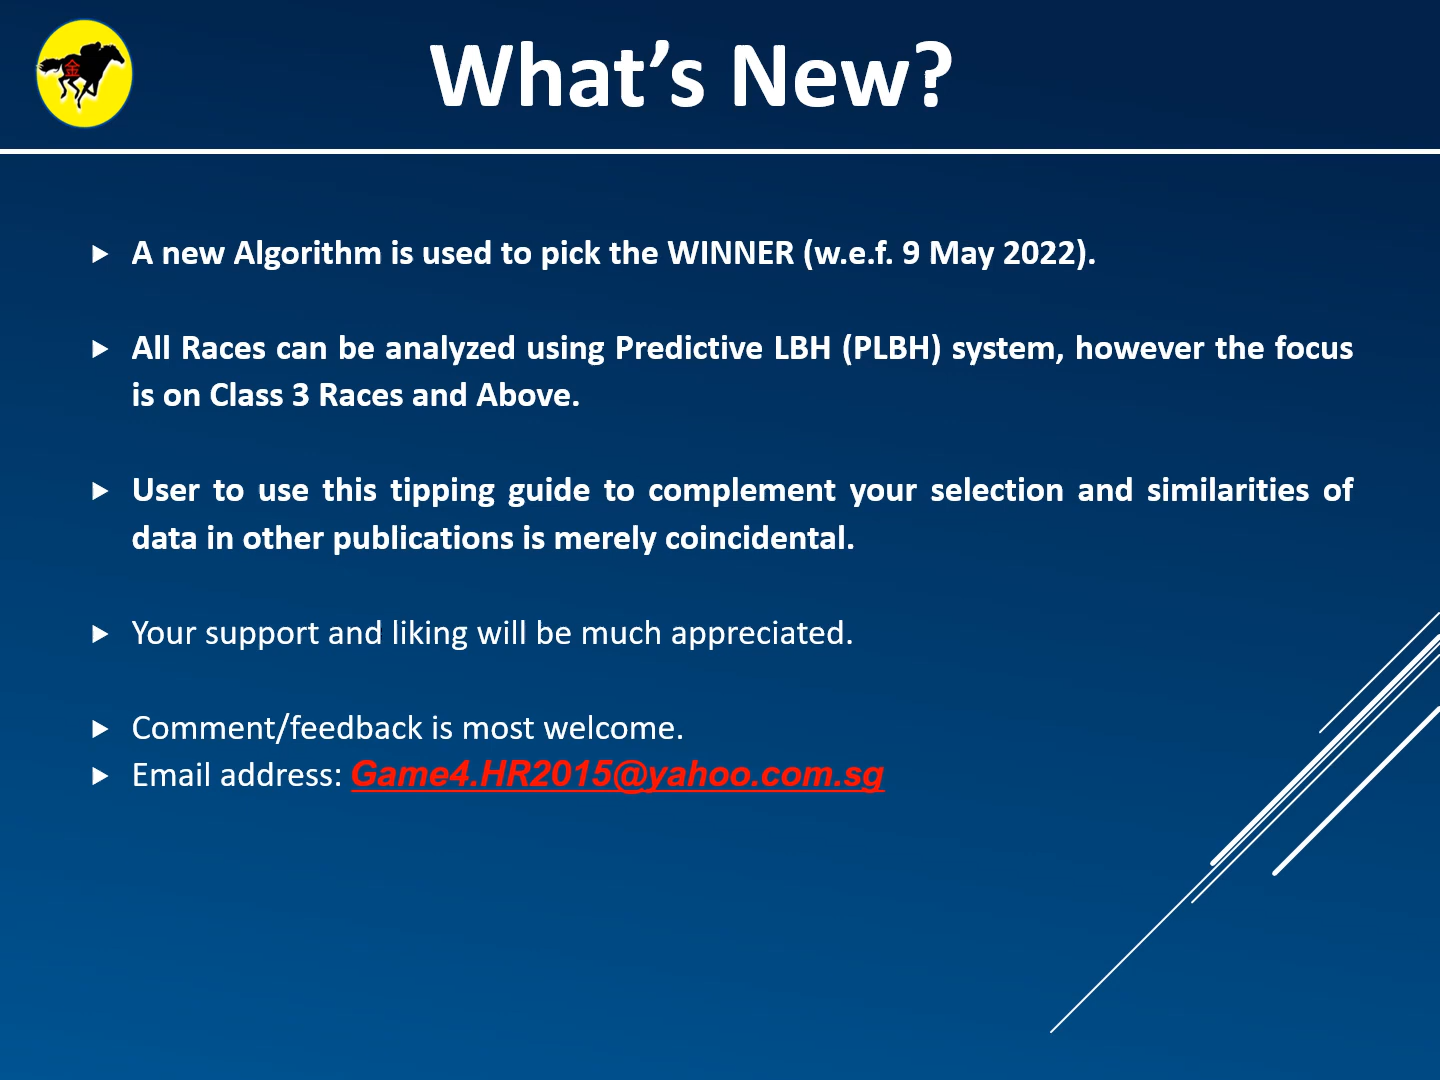 金
What’s New?
A new Algorithm is used to pick the WINNER (w.e.f. 9 May 2022).
All Races can be analyzed using Predictive LBH (PLBH) system, however the focus
is on Class 3 Races and Above.
User to use this tipping guide to complement your selection and similarities of
data in other publications is merely coincidental.
Your support and liking will be much appreciated.
Comment/feedback is most welcome.
Email address: Game4.HR2015@yahoo.com.sg